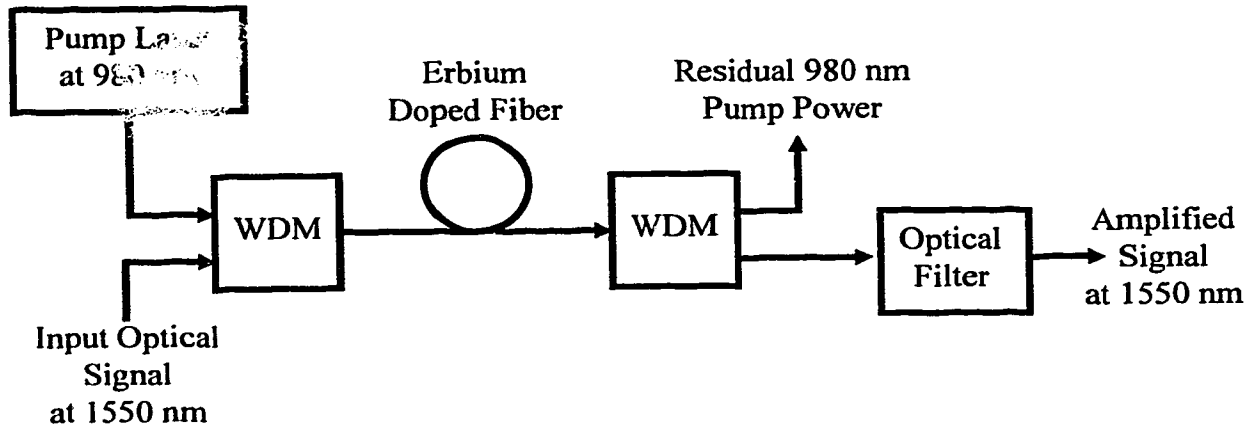 Pump
at 980
Erbium
Doped Fiber
Residual 980 nm
Pump Power
WDM
WDM
Optical
Filter
Amplified
Signal
at 1550 nm
Input Optical
Signal
at 1550 nm